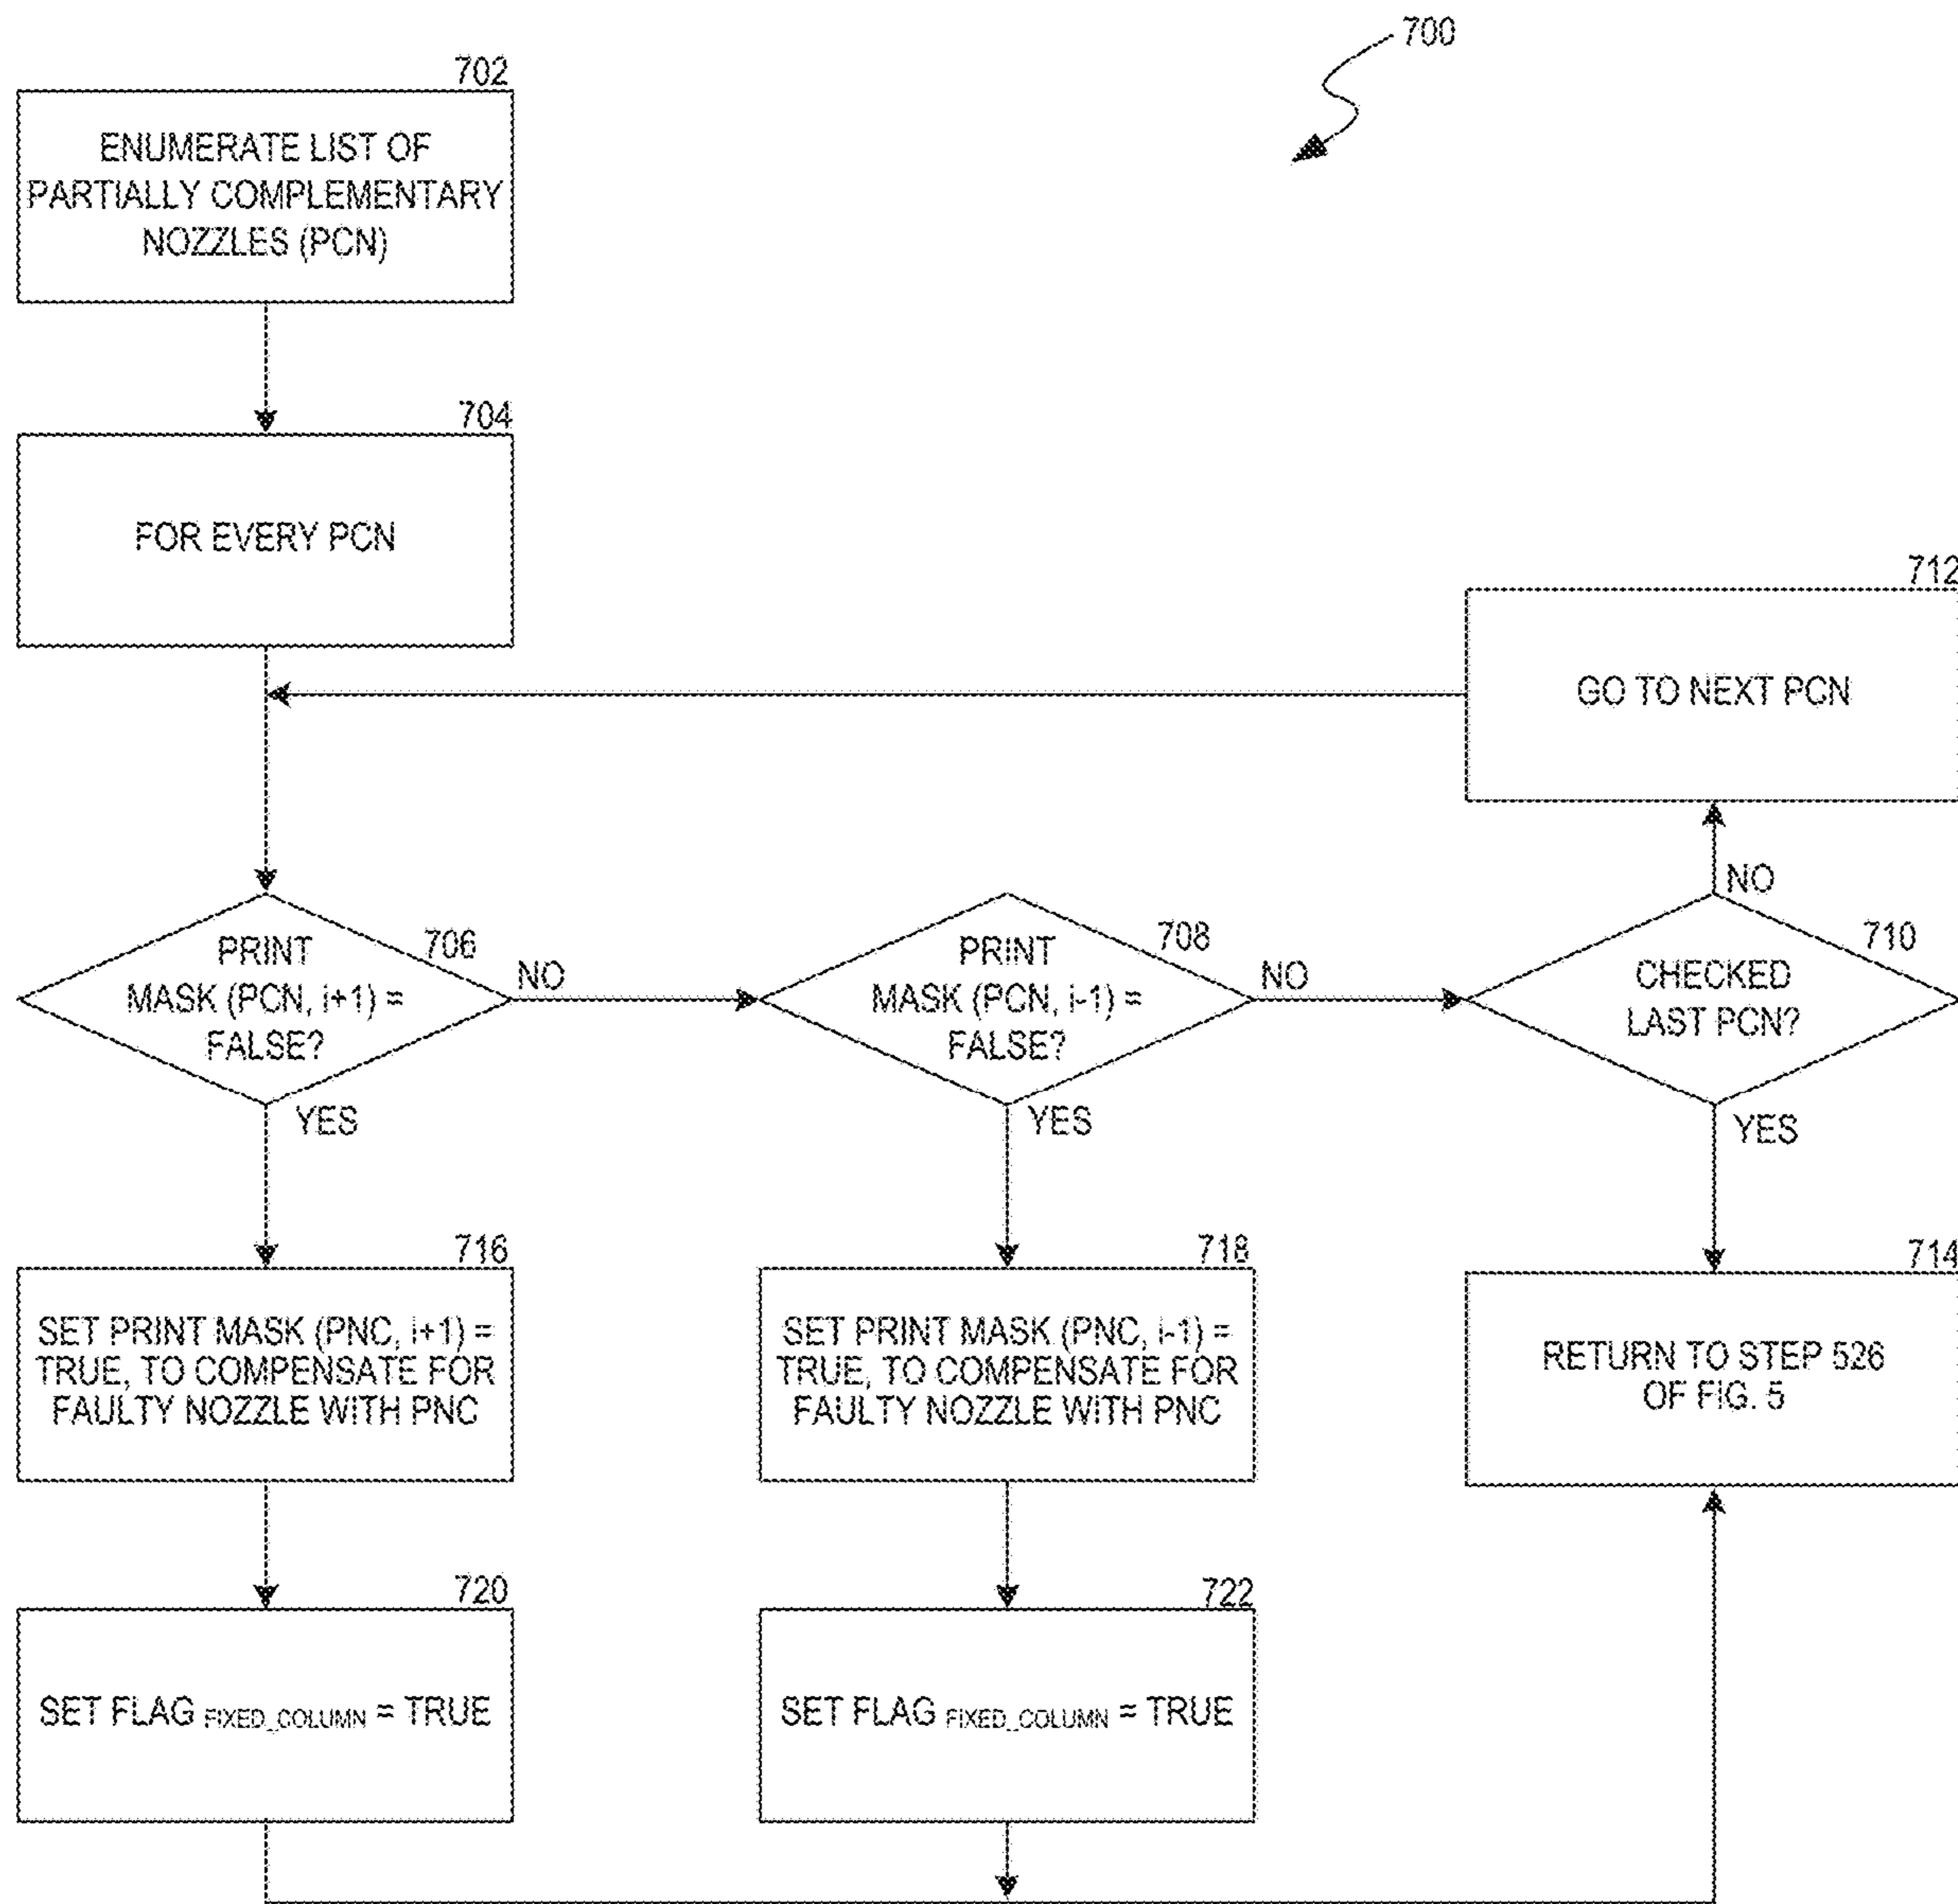 700
702
ENUMERATE LIST OF
PARTIALLY COMPLEMENTARY
NOZZLES (PCN)
704
FOR EVERY PCN
712
GO TO NEXT PCN
706
PRINT
MASK (PCN, i+1) =
FALSE?
NO
YES
708
PRINT
MASK (PCN, i-1) =
FALSE?
NO
YES
710
CHECKED
LAST PCN?
NO
YES
716
SET PRINT MASK (PNC, i+1) =
TRUE, TO COMPENSATE FOR
FAULTY NOZZLE WITH PNC
718
SET PRINT MASK (PNC, i-1) =
TRUE, TO COMPENSATE FOR
FAULTY NOZZLE WITH PNC
714
RETURN TO STEP 526
OF FIG. 5
720
SET FLAG FIXED_COLUMN = TRUE
722
SET FLAG FIXED_COLUMN = TRUE